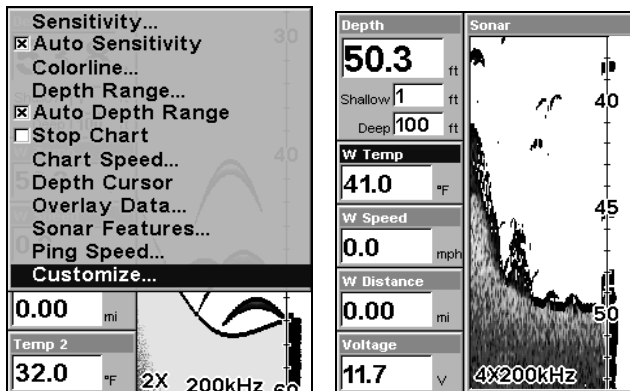 Sensitivity...
Auto Sensitivity
Colorline...
Depth Range...
Auto Depth Range
Stop Chart
Chart Speed...
Depth Cursor
Overlay Data...
Sonar Features...
Ping Speed...
Customize...
30
40
0.00 mi
Temp 2
32.0 °F
2X 200kHz 60
Depth
50.3 ft
Shallow 1 ft
Deep 100 ft
W Temp
41.0 °F
W Speed
0.0 mph
W Distance
0.00 mi
Voltage
11.7 V
Sonar
40
45
50
4X200kHz